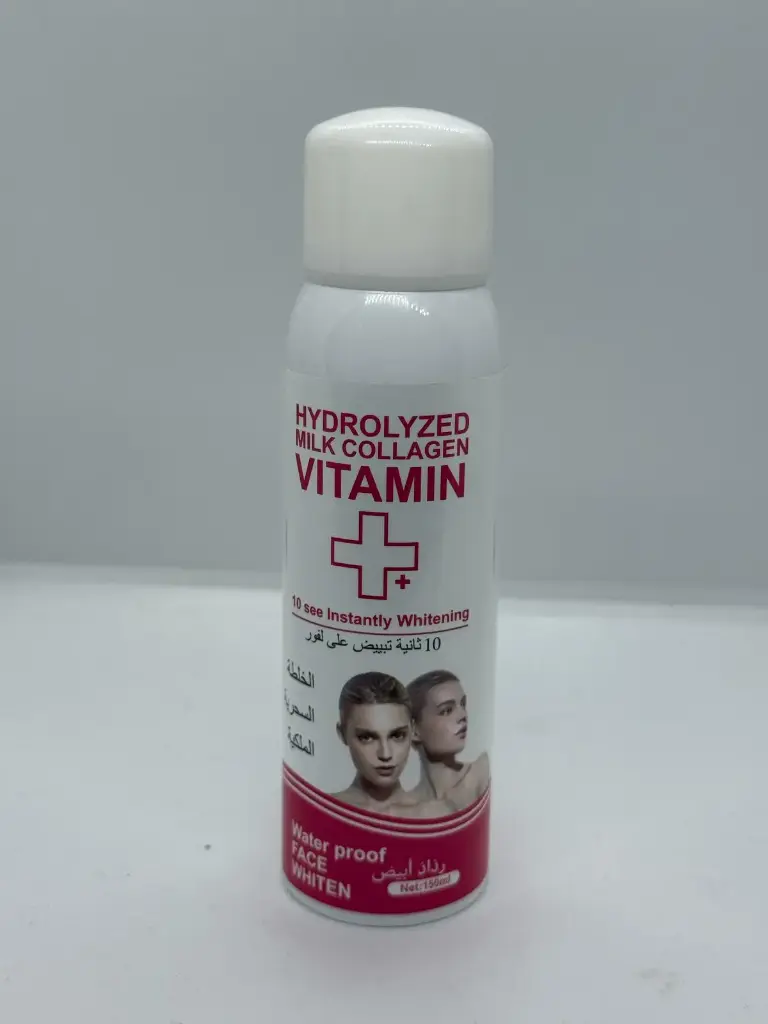 HYDROLYZED
MILK COLLAGEN
VITAMIN
10 see Instantly Whitening
10 ثانية تبييض على لفور
الخلطة
السحرية
الملكية
Water proof
FACE
WHITEN
رذاذ ابيض
Net:150ml